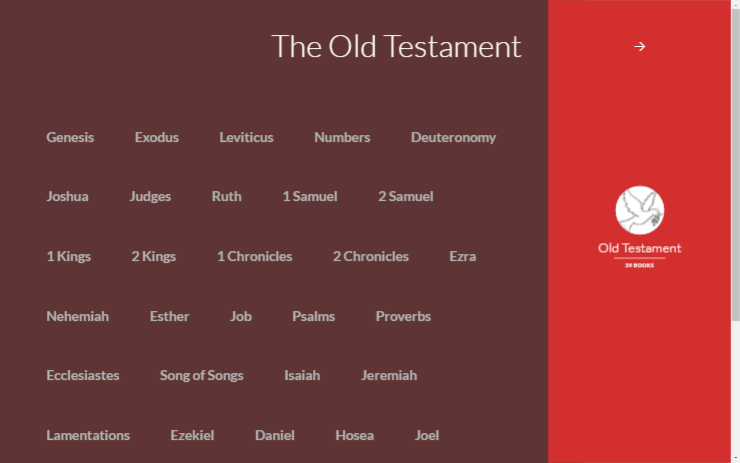 The Old Testament
→
Genesis Exodus Leviticus Numbers Deuteronomy
Joshua Judges Ruth 1 Samuel 2 Samuel
1 Kings 2 Kings 1 Chronicles 2 Chronicles Ezra
Nehemiah Esther Job Psalms Proverbs
Ecclesiastes Song of Songs Isaiah Jeremiah
Lamentations Ezekiel Daniel Hosea Joel
Old Testament
39 BOOKS